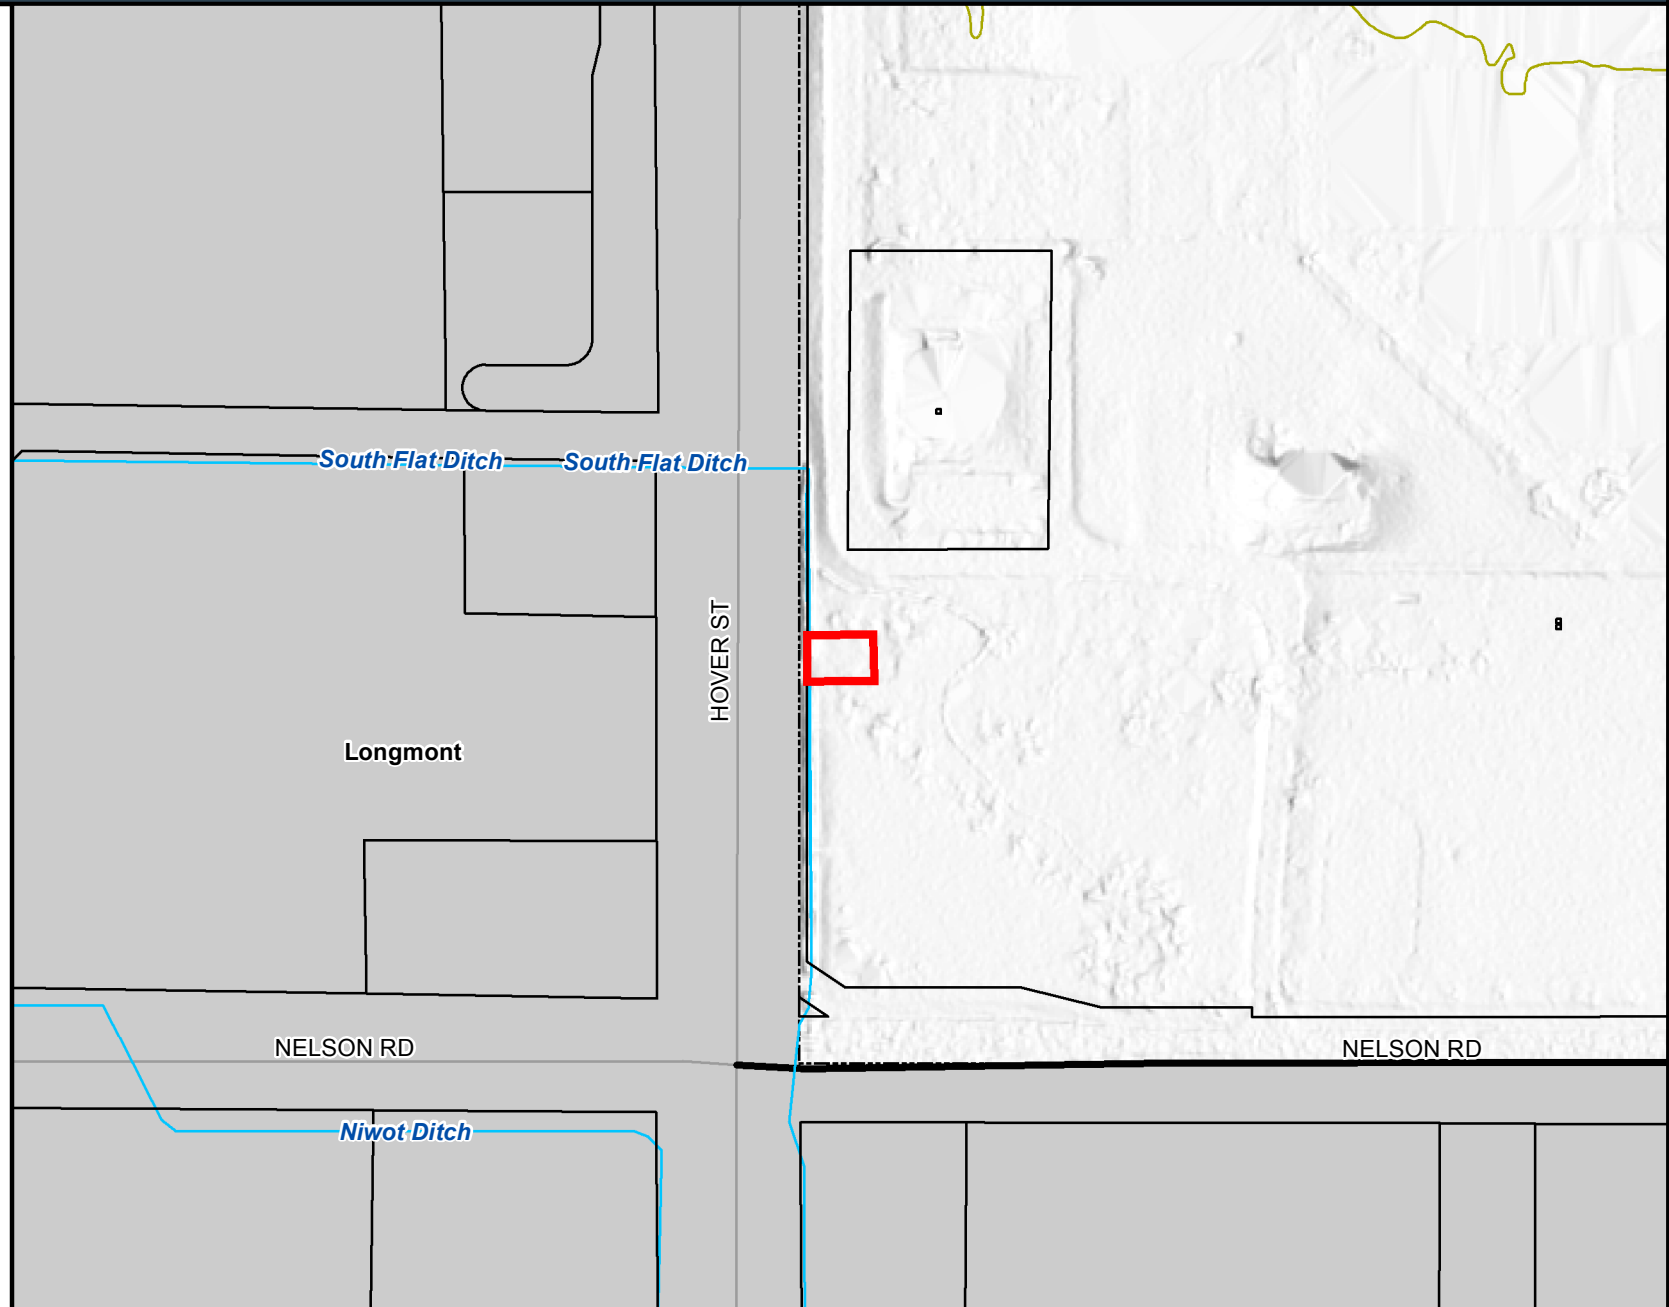 South Flat Ditch
South Flat Ditch
HOVER ST
Longmont
NELSON RD
NELSON RD
Niwot Ditch